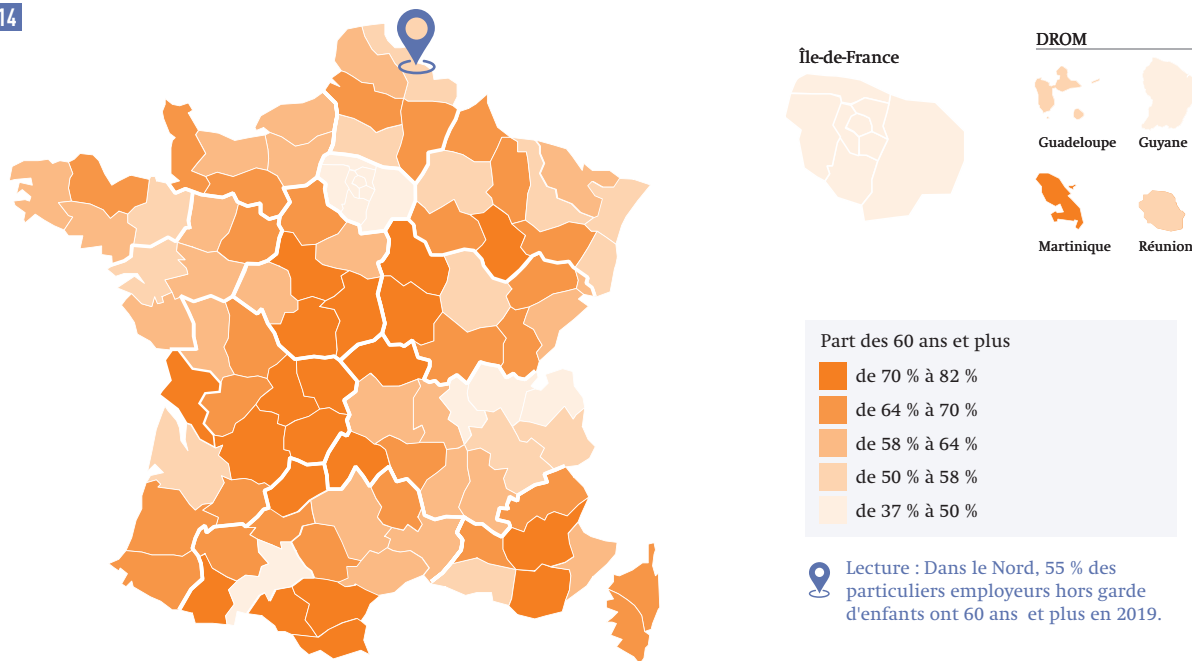 14
Île-de-France
DROM
Guadeloupe
Guyane
Martinique
Réunion
Part des 60 ans et plus
de 70 % à 82 %
de 64 % à 70 %
de 58 % à 64 %
de 50 % à 58 %
de 37 % à 50 %
Lecture : Dans le Nord, 55 % des
particuliers employeurs hors garde
d'enfants ont 60 ans et plus en 2019.